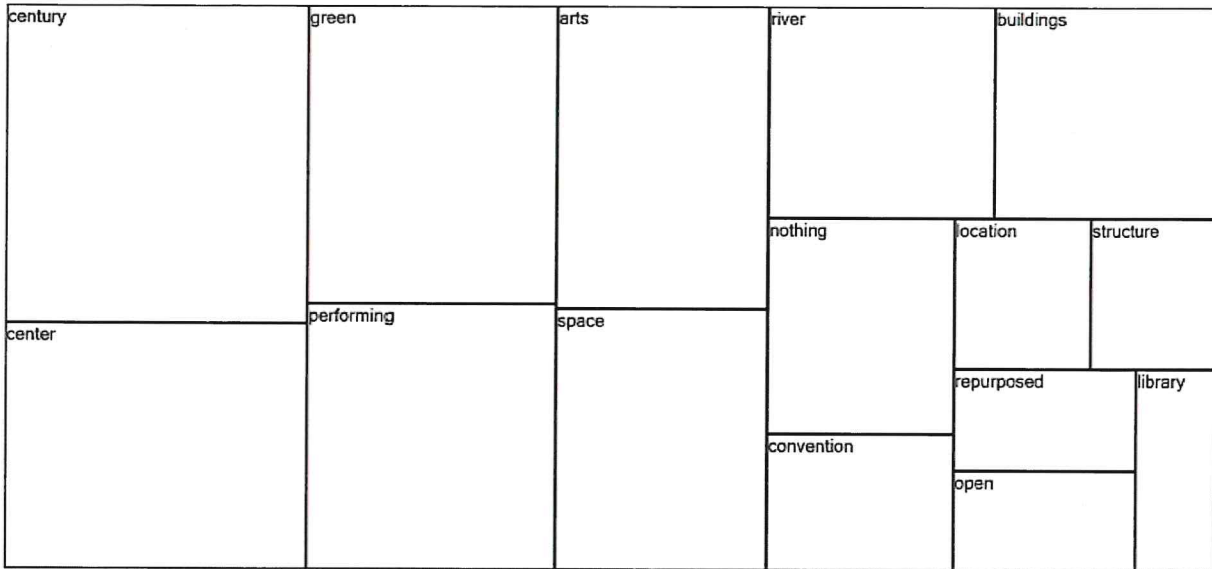 century
green
arts
river
buildings
center
performing
space
nothing
location
structure
convention
repurposed
library
open